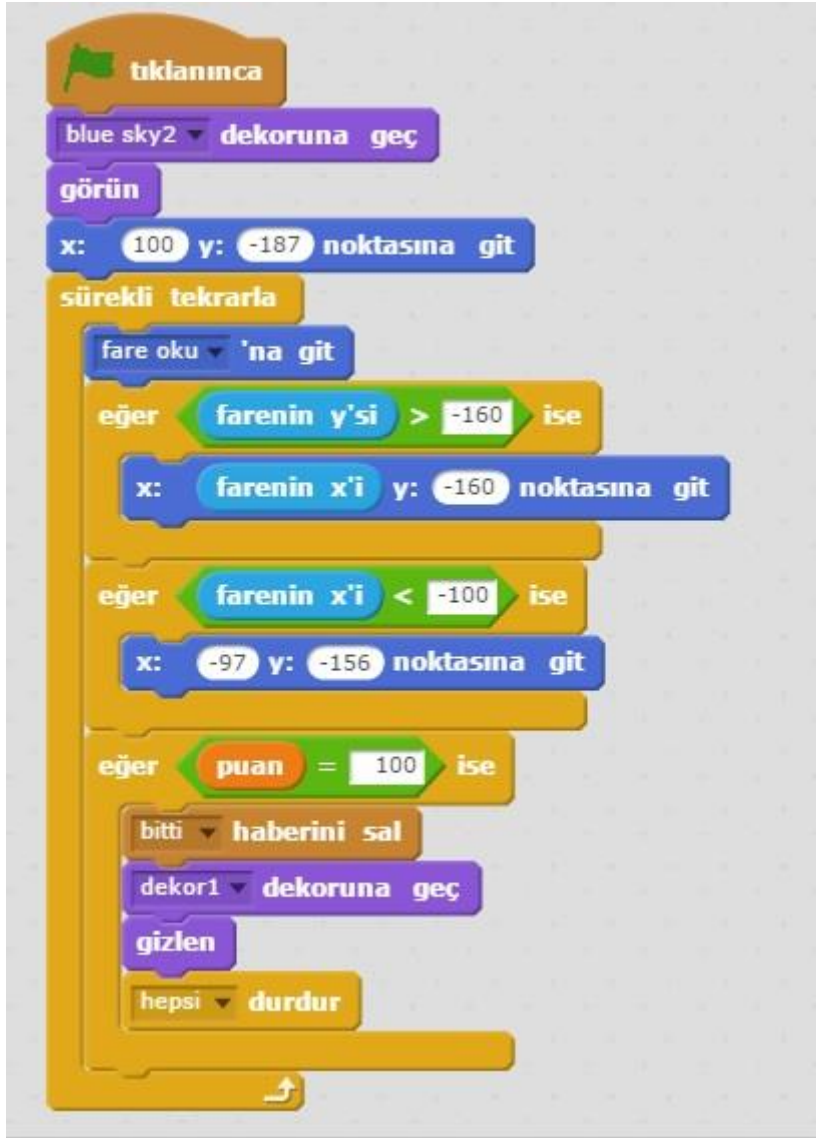 tıklanınca
blue sky2 dekoruna geç
görün
x: 100 y: -187 noktasına git
sürekli tekrarla
fare oku 'na git
eğer farenin y'si > -160 ise
x: farenin x'i y: -160 noktasına git
eğer farenin x'i < -100 ise
x: -97 y: -156 noktasına git
eğer puan = 100 ise
bitti haberini sal
dekor1 dekoruna geç
gizlen
hepsi durdur